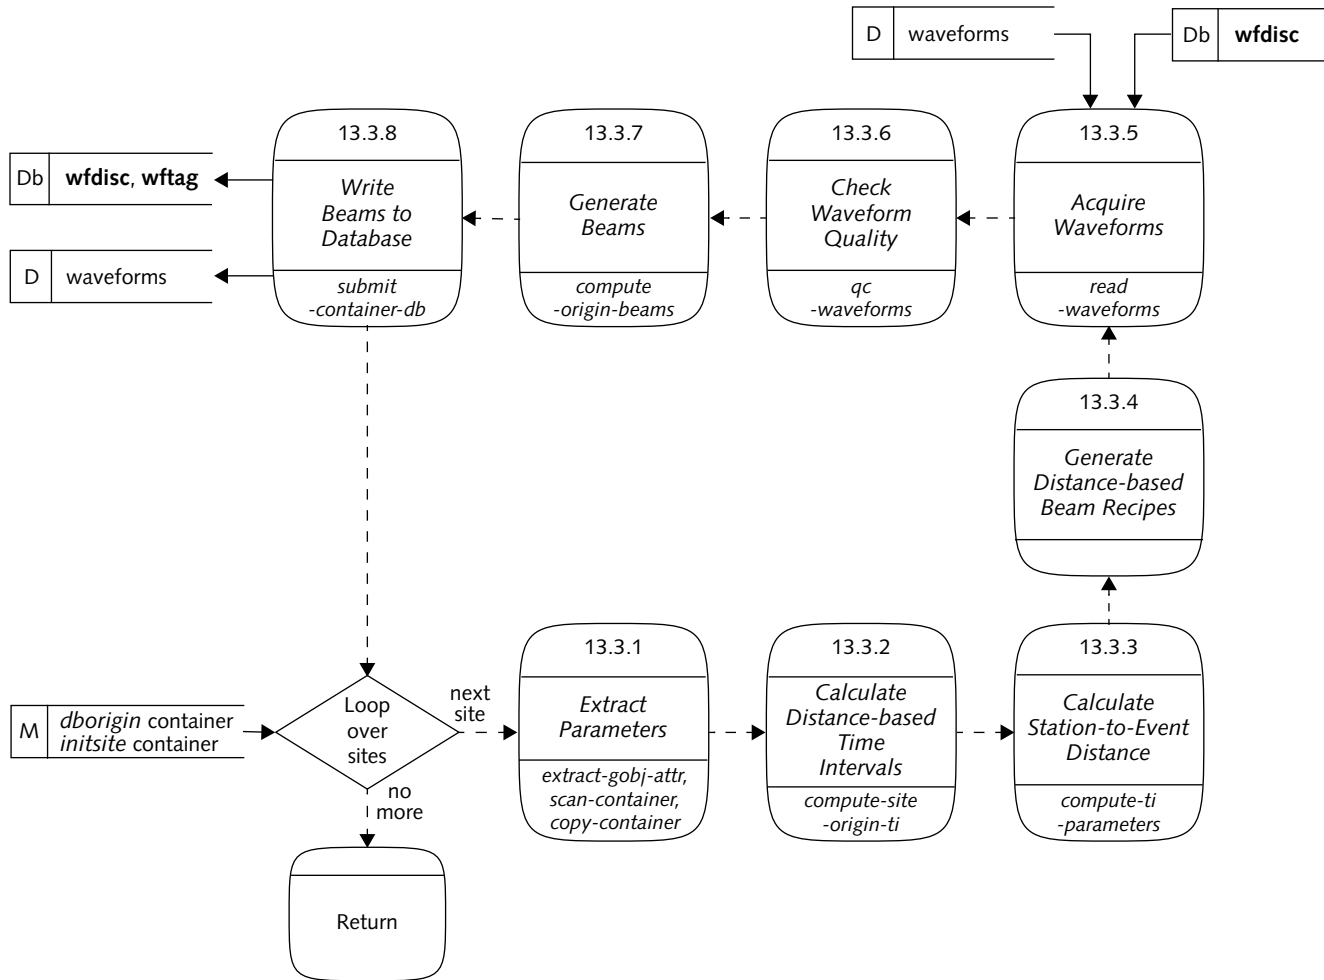 D waveforms
Db wfdisc
13.3.8
Write
Beams to
Database
submit
-container-db
13.3.7
Generate
Beams
compute
-origin-beams
13.3.6
Check
Waveform
Quality
qc
-waveforms
13.3.5
Acquire
Waveforms
read
-waveforms
Db wfdisc, wftag
D waveforms
13.3.4
Generate
Distance-based
Beam Recipes
M dborigin container
initsite container
Loop
over
sites
next
site
no
more
13.3.1
Extract
Parameters
extract-gobj-attr,
scan-container,
copy-container
13.3.2
Calculate
Distance-based
Time
Intervals
compute-site
-origin-ti
13.3.3
Calculate
Station-to-Event
Distance
compute-ti
-parameters
Return